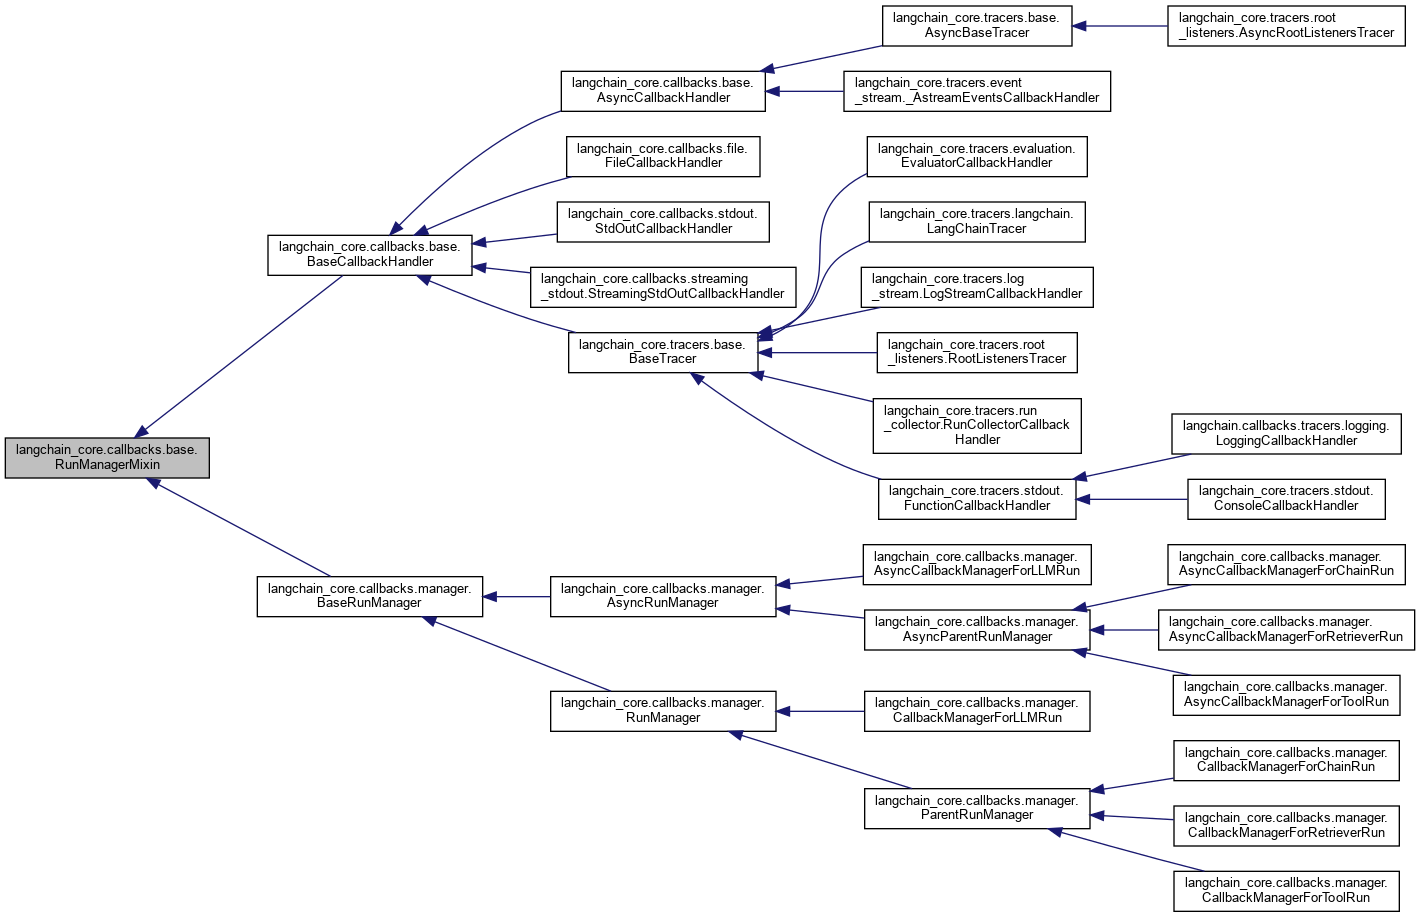 langchain_core.tracers.base.
AsyncBaseTracer
langchain_core.tracers.root
_listeners.AsyncRootListenersTracer
langchain_core.callbacks.base.
AsyncCallbackHandler
langchain_core.tracers.event
_stream._AstreamEventsCallbackHandler
langchain_core.callbacks.file.
FileCallbackHandler
langchain_core.tracers.evaluation.
EvaluatorCallbackHandler
langchain_core.callbacks.stdout.
StdOutCallbackHandler
langchain_core.tracers.langchain.
LangChainTracer
langchain_core.callbacks.base.
BaseCallbackHandler
langchain_core.callbacks.streaming
_stdout.StreamingStdOutCallbackHandler
langchain_core.tracers.log
_stream.LogStreamCallbackHandler
langchain_core.tracers.base.
BaseTracer
langchain_core.tracers.root
_listeners.RootListenersTracer
langchain_core.tracers.run
_collector.RunCollectorCallback
Handler
langchain.callbacks.tracers.logging.
LoggingCallbackHandler
langchain_core.callbacks.base.
RunManagerMixin
langchain_core.tracers.stdout.
FunctionCallbackHandler
langchain_core.tracers.stdout.
ConsoleCallbackHandler
langchain_core.callbacks.manager.
AsyncCallbackManagerForLLMRun
langchain_core.callbacks.manager.
AsyncCallbackManagerForChainRun
langchain_core.callbacks.manager.
BaseRunManager
langchain_core.callbacks.manager.
AsyncRunManager
langchain_core.callbacks.manager.
AsyncParentRunManager
langchain_core.callbacks.manager.
AsyncCallbackManagerForRetrieverRun
langchain_core.callbacks.manager.
AsyncCallbackManagerForToolRun
langchain_core.callbacks.manager.
RunManager
langchain_core.callbacks.manager.
CallbackManagerForLLMRun
langchain_core.callbacks.manager.
CallbackManagerForChainRun
langchain_core.callbacks.manager.
ParentRunManager
langchain_core.callbacks.manager.
CallbackManagerForRetrieverRun
langchain_core.callbacks.manager.
CallbackManagerForToolRun